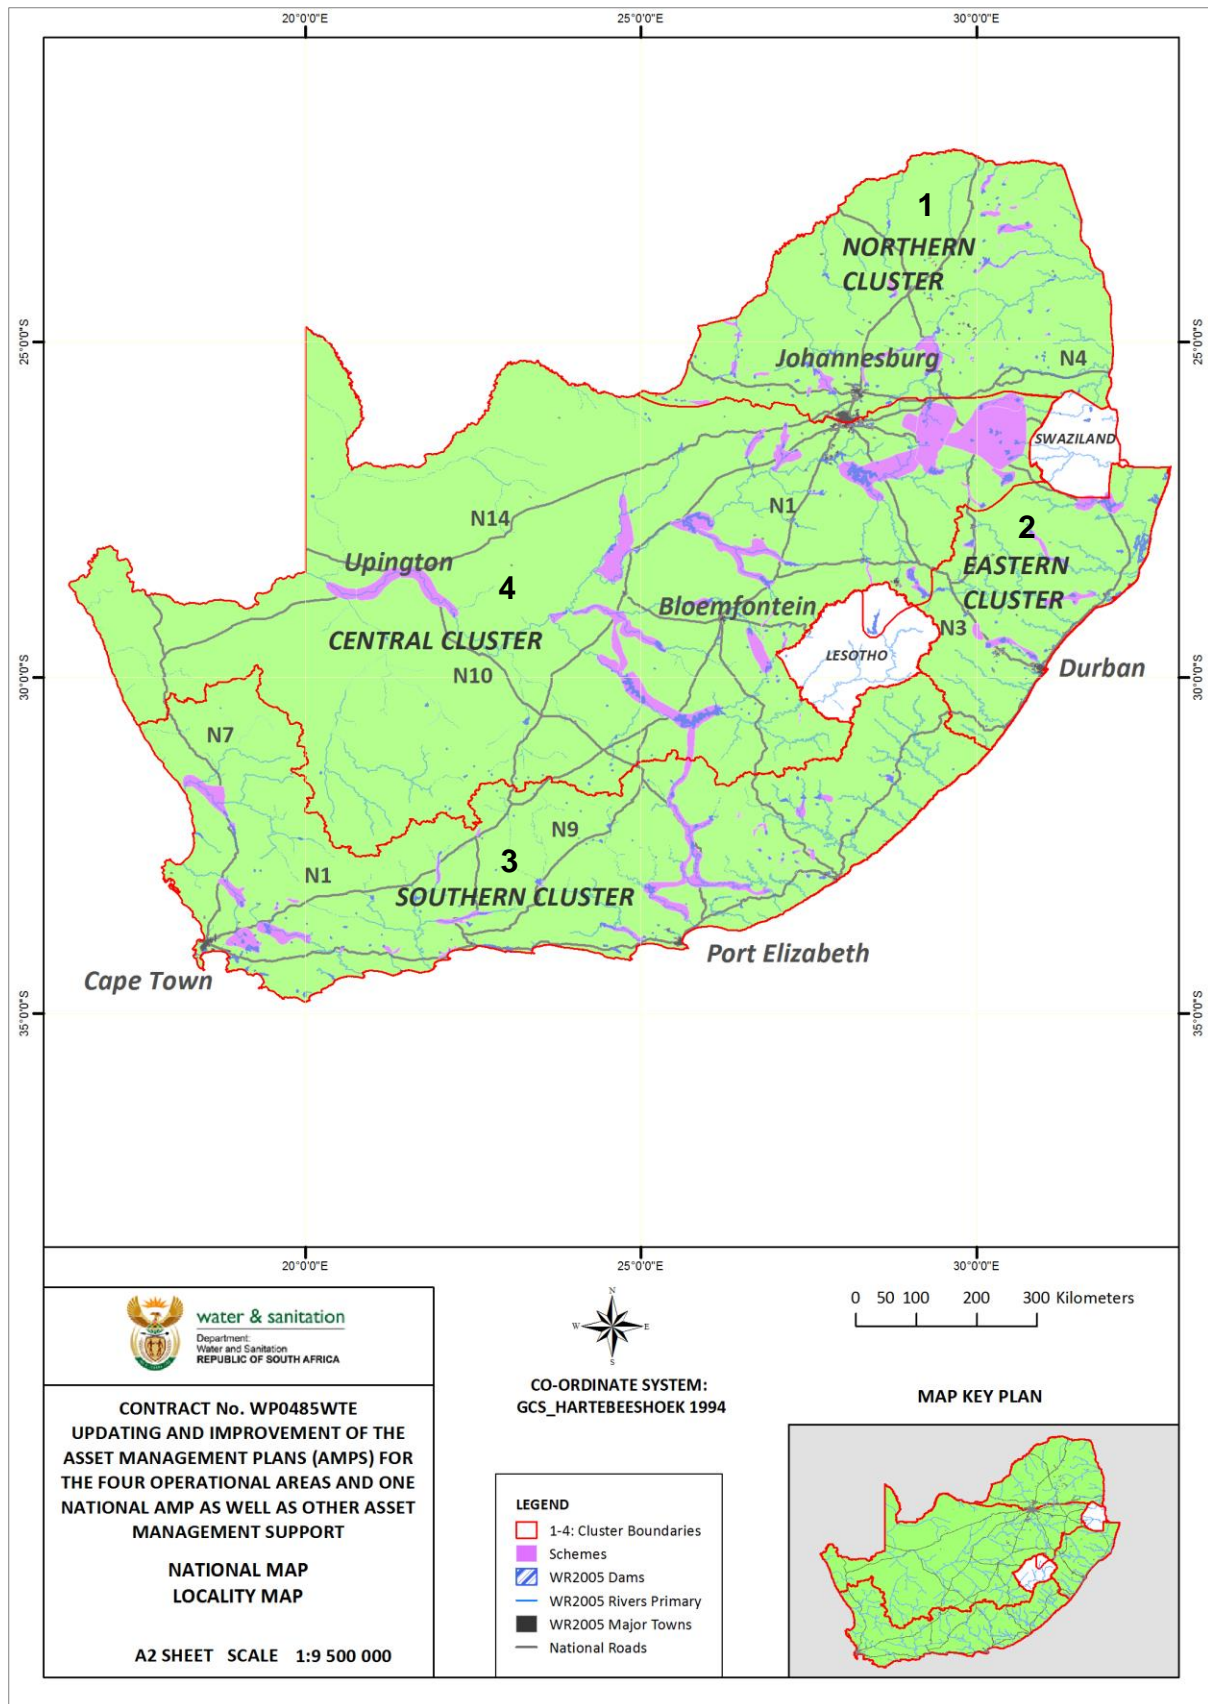 20°0'0"E
25°0'0"E
30°0'0"E
1
NORTHERN
CLUSTER
25°0'0"S
25°0'0"S
Johannesburg
N4
SWAZILAND
N14
N1
2
Upington
EASTERN
CLUSTER
4
Bloemfontein
CENTRAL CLUSTER
N3
LESOTHO
Durban
N10
30°0'0"S
30°0'0"S
N7
N9
3
N1
SOUTHERN CLUSTER
Port Elizabeth
Cape Town
35°0'0"S
35°0'0"S
20°0'0"E
25°0'0"E
30°0'0"E
water & sanitation
Department:
Water and Sanitation
REPUBLIC OF SOUTH AFRICA
N
W
E
S
0 50 100 200 300 Kilometers
CO-ORDINATE SYSTEM:
GCS_HARTEBEESHOEK 1994
MAP KEY PLAN
CONTRACT No. WP0485WTE
UPDATING AND IMPROVEMENT OF THE
ASSET MANAGEMENT PLANS (AMPS) FOR
THE FOUR OPERATIONAL AREAS AND ONE
NATIONAL AMP AS WELL AS OTHER ASSET
MANAGEMENT SUPPORT
NATIONAL MAP
LOCALITY MAP
A2 SHEET SCALE 1:9 500 000
LEGEND
1-4: Cluster Boundaries
Schemes
WR2005 Dams
WR2005 Rivers Primary
WR2005 Major Towns
National Roads